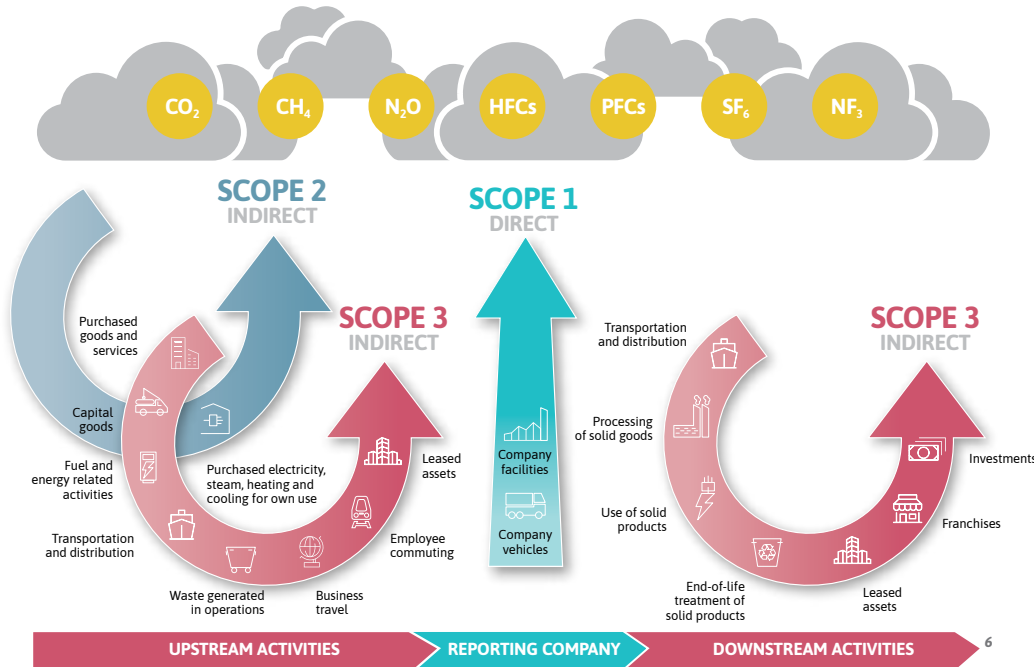 CO₂
CH₄
N₂O
HFCs
PFCs
SF₆
NF₃
SCOPE 2
INDIRECT
SCOPE 1
DIRECT
SCOPE 3
INDIRECT
SCOPE 3
INDIRECT
Purchased
goods and
services
Capital
goods
Fuel and
energy related
activities
Transportation
and distribution
Waste generated
in operations
Business
travel
Employee
commuting
Leased
assets
Purchased electricity,
steam, heating and
cooling for own use
Company
facilities
Company
vehicles
Transportation
and distribution
Processing
of solid goods
Use of solid
products
End-of-life
treatment of
solid products
Leased
assets
Franchises
Investments
UPSTREAM ACTIVITIES
REPORTING COMPANY
DOWNSTREAM ACTIVITIES
6